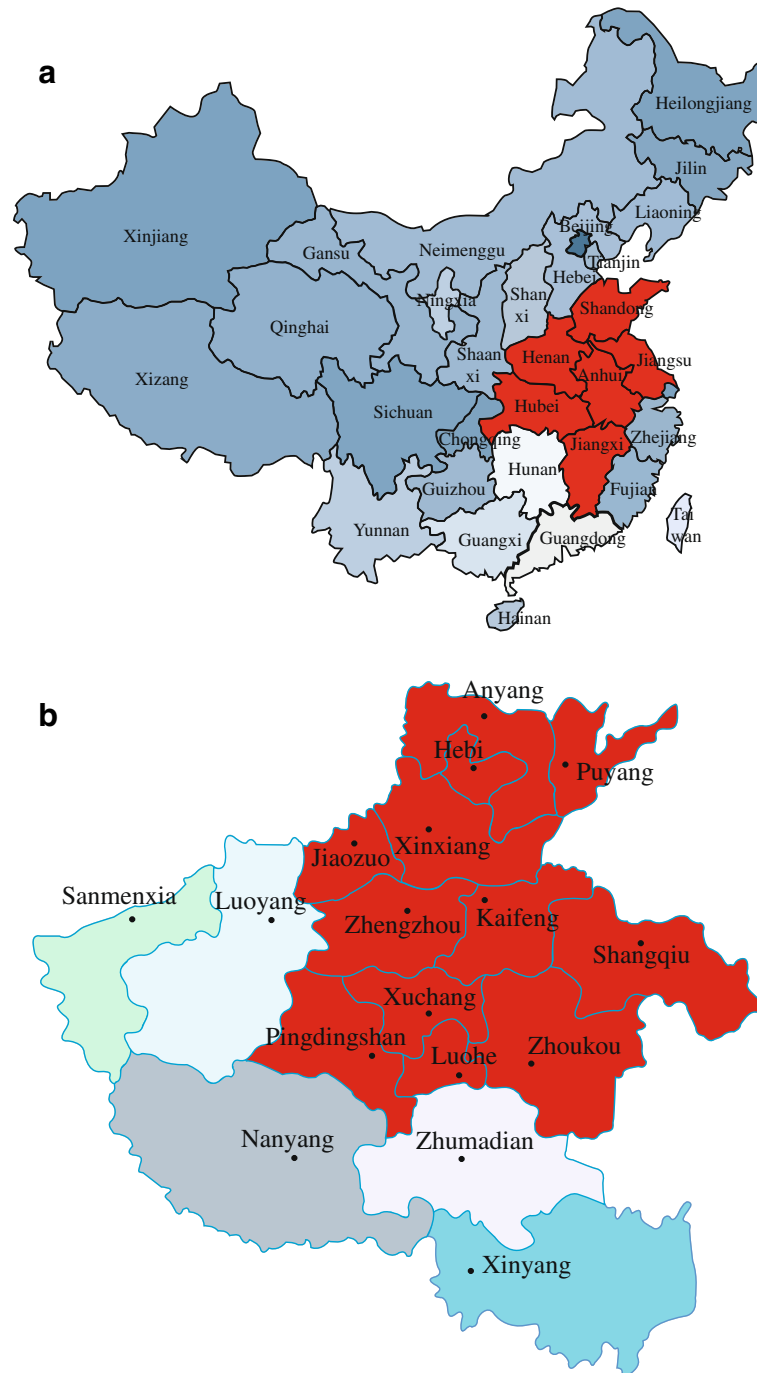 a
Heilongjiang
Jilin
Liaoning
Beijing
Xinjiang
Gansu
Neimenggu
Tianjin
Hebei
Ningxia
Shan
xi
Shandong
Qinghai
Henan
Jiangsu
Shaan
xi
Anhui
Xizang
Sichuan
Hubei
Chongqing
Jiangxi
Zhejiang
Hunan
Guizhou
Fujian
Yunnan
Guangxi
Guangdong
Tai
wan
Hainan
b
Anyang
Hebi
Puyang
Xinxiang
Jiaozuo
Sanmenxia
Luoyang
Zhengzhou
Kaifeng
Shangqiu
Xuchang
Pingdingshan
Luohe
Zhoukou
Nanyang
Zhumadian
Xinyang